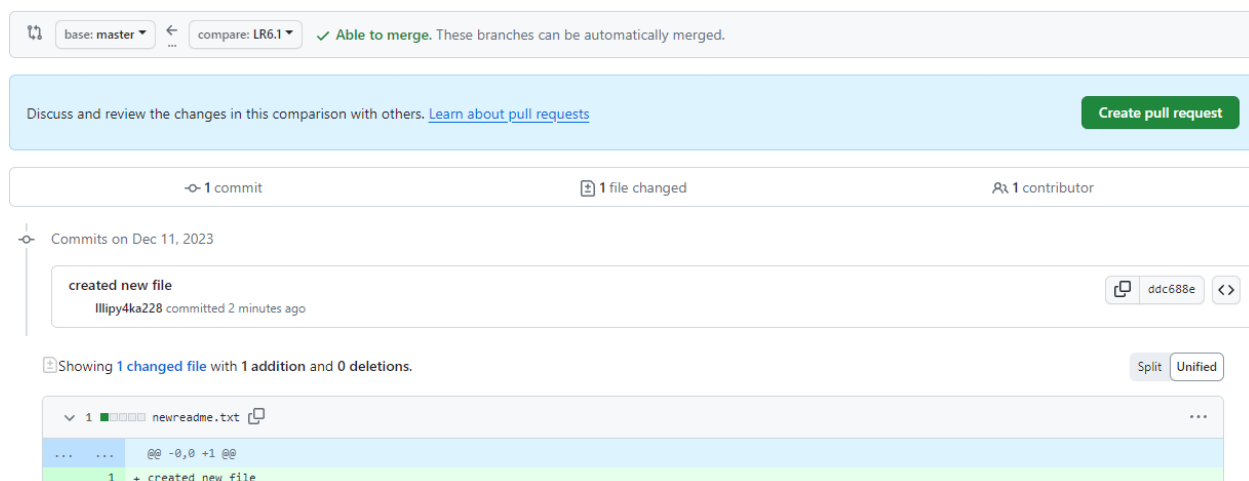 base: master ← compare: LR6.1 Able to merge. These branches can be automatically merged.
...
Discuss and review the changes in this comparison with others. Learn about pull requests Create pull request
1 commit 1 file changed 1 contributor
Commits on Dec 11, 2023
created new file
ddc688e
lllipy4ka228 committed 2 minutes ago
Showing 1 changed file with 1 addition and 0 deletions. Split Unified
1 newreadme.txt ...
... ... @@ -0,0 +1 @@
1 + created new file